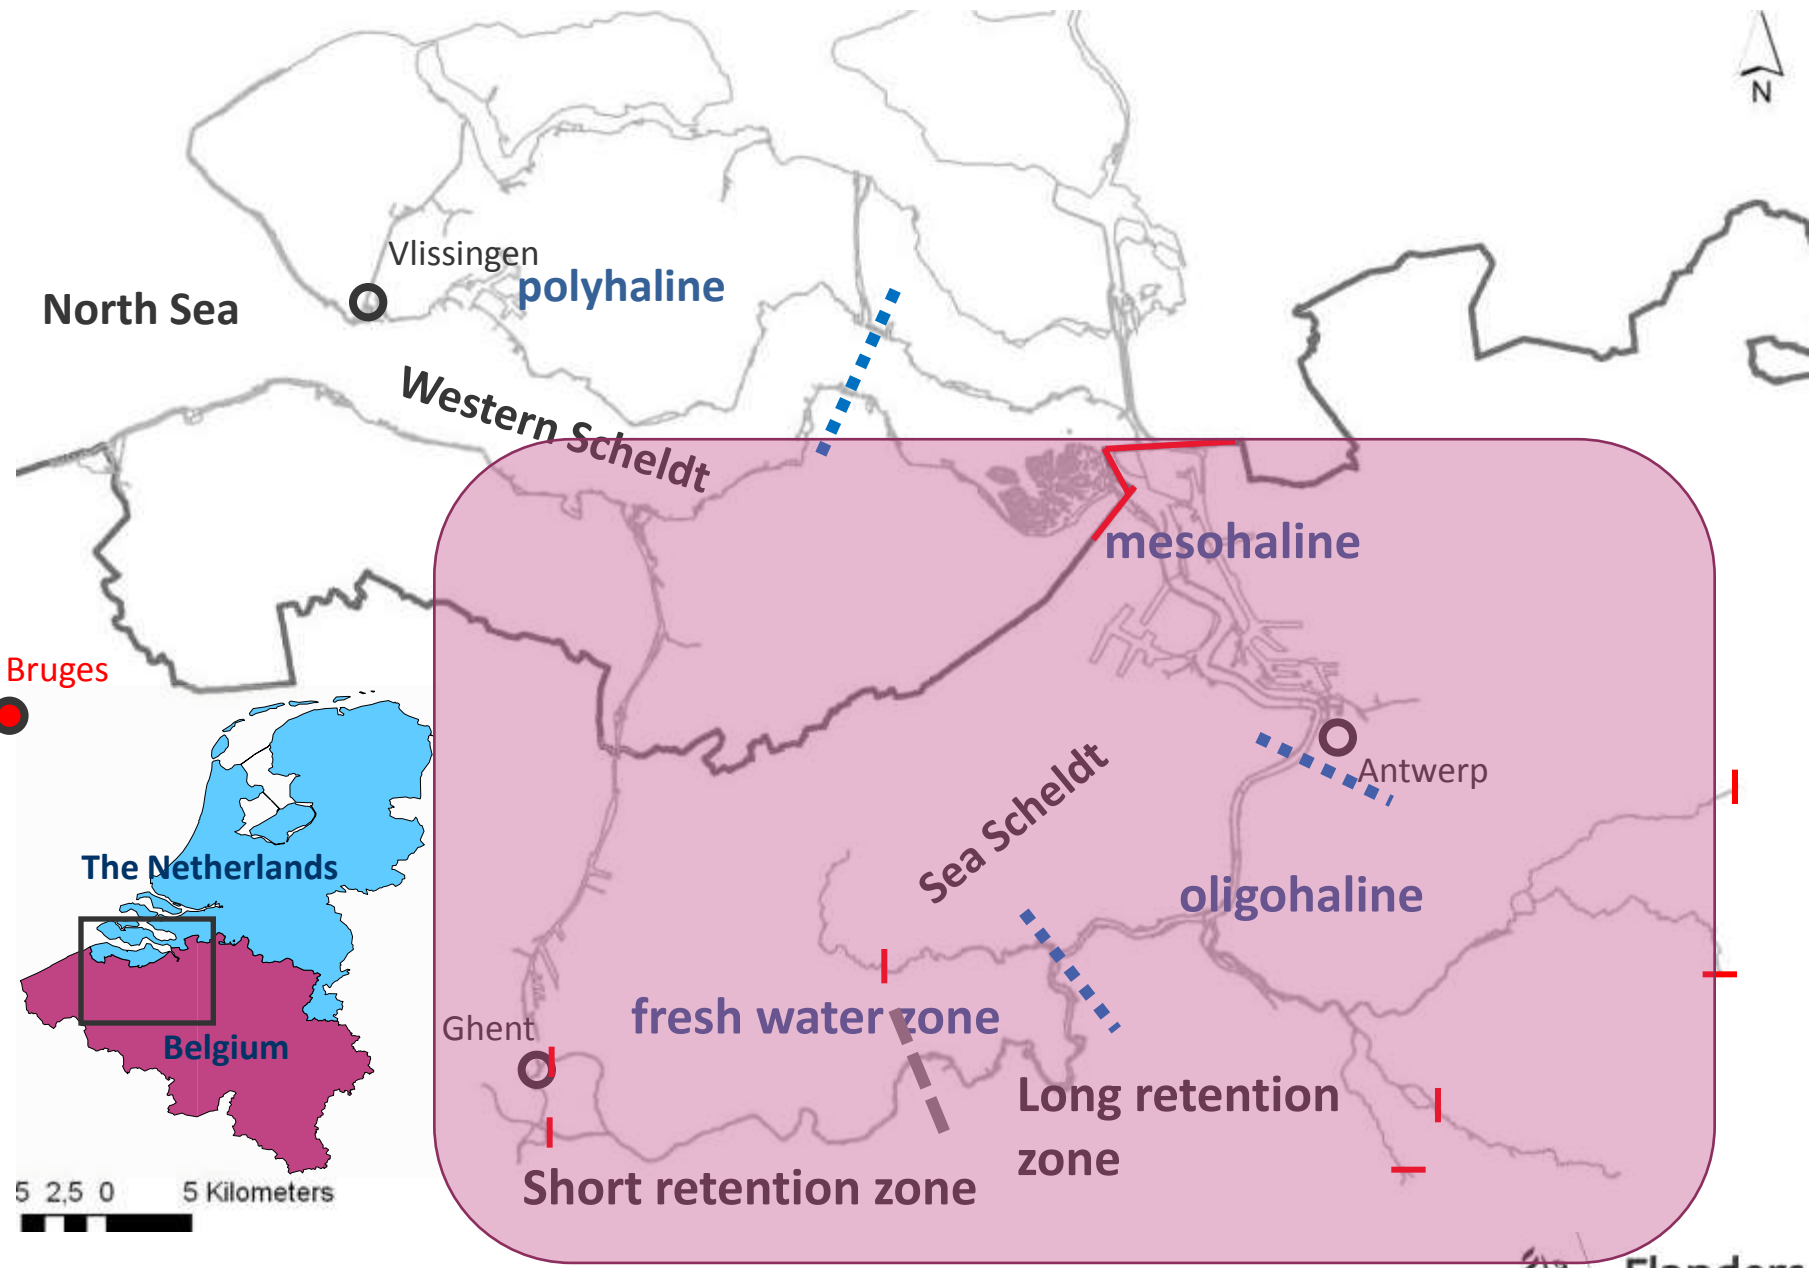 N
Vlissingen
polyhaline
North Sea
Western Scheldt
mesohaline
Bruges
Antwerp
Sea Scheldt
The Netherlands
oligohaline
fresh water zone
Ghent
Belgium
Long retention
zone
Short retention zone
5 2,5 0 5 Kilometers